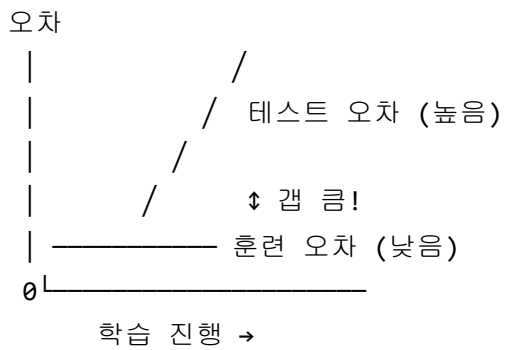 오차
테스트 오차 (높음)
↕ 갭 큼!
훈련 오차 (낮음)
0
학습 진행 →